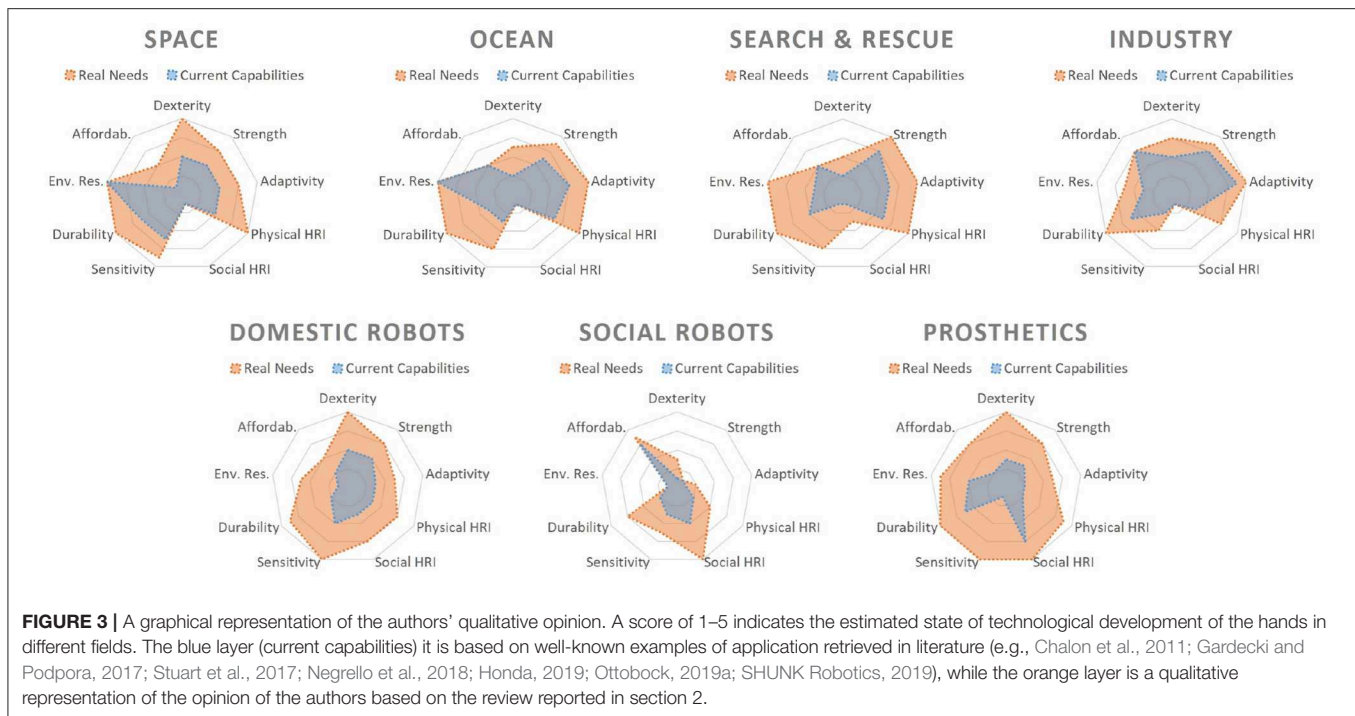 SPACE
Real Needs Current Capabilities
Dexterity
Affordab. Strength
Env. Res. Adaptivity
Durability Physical HRI
Sensitivity Social HRI
OCEAN
Real Needs Current Capabilities
Dexterity
Affordab. Strength
Env. Res. Adaptivity
Durability Physical HRI
Sensitivity Social HRI
SEARCH & RESCUE
Real Needs Current Capabilities
Dexterity
Affordab. Strength
Env. Res. Adaptivity
Durability Physical HRI
Sensitivity Social HRI
INDUSTRY
Real Needs Current Capabilities
Dexterity
Affordab. Strength
Env. Res. Adaptivity
Durability Physical HRI
Sensitivity Social HRI
DOMESTIC ROBOTS
Real Needs Current Capabilities
Dexterity
Affordab. Strength
Env. Res. Adaptivity
Durability Physical HRI
Sensitivity Social HRI
SOCIAL ROBOTS
Real Needs Current Capabilities
Dexterity
Affordab. Strength
Env. Res. Adaptivity
Durability Physical HRI
Sensitivity Social HRI
PROSTHETICS
Real Needs Current Capabilities
Dexterity
Affordab. Strength
Env. Res. Adaptivity
Durability Physical HRI
Sensitivity Social HRI
FIGURE 3 | A graphical representation of the authors' qualitative opinion. A score of 1–5 indicates the estimated state of technological development of the hands in
different fields. The blue layer (current capabilities) it is based on well-known examples of application retrieved in literature (e.g., Chalon et al., 2011; Gardecki and
Podpora, 2017; Stuart et al., 2017; Negrello et al., 2018; Honda, 2019; Ottobock, 2019a; SHUNK Robotics, 2019), while the orange layer is a qualitative
representation of the opinion of the authors based on the review reported in section 2.